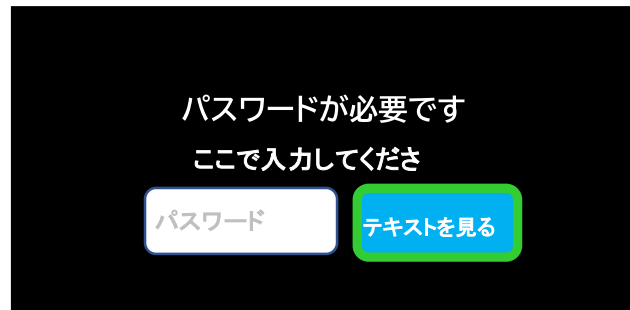 パスワードが必要です
ここで入力してくださ
パスワード
テキストを見る